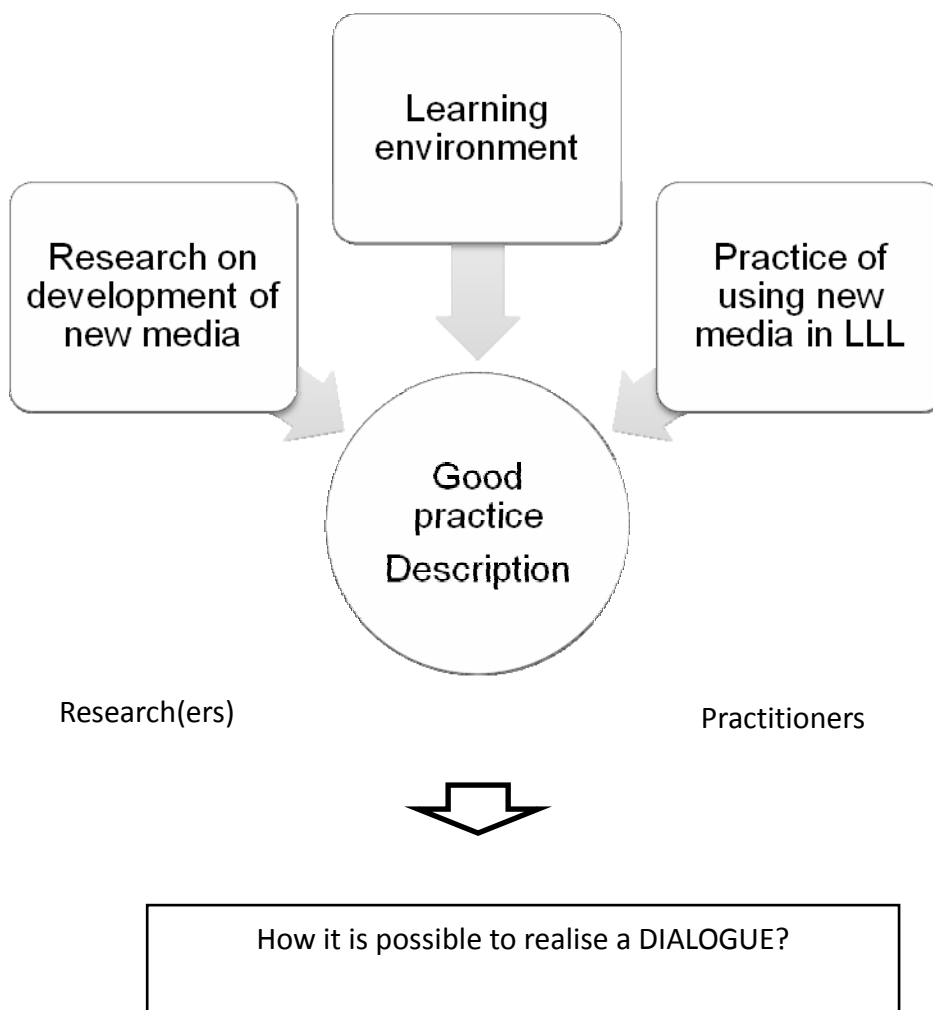 Learning
environment
Research on
development of
new media
Practice of
using new
media in LLL
Good
practice
Description
Research(ers)
Practitioners
How it is possible to realise a DIALOGUE?